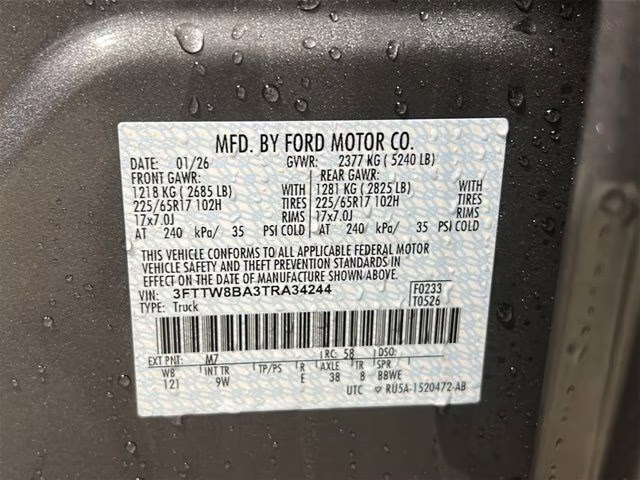 MFD. BY FORD MOTOR CO.
DATE: 01/26 GVWR: 2377 KG ( 5240 LB)
FRONT GAWR: REAR GAWR:
1218 KG ( 2685 LB) WITH 1281 KG ( 2825 LB) WITH
225/65R17 102H TIRES 225/65R17 102H TIRES
17x7.0J RIMS 17x7.0J RIMS
AT 240 kPa/ 35 PSI COLD AT 240 kPa/ 35 PSI COLD
THIS VEHICLE CONFORMS TO ALL APPLICABLE FEDERAL MOTOR
VEHICLE SAFETY AND THEFT PREVENTION STANDARDS IN
EFFECT ON THE DATE OF MANUFACTURE SHOWN ABOVE.
VIN: 3FTTW8BA3TRA34244 F0233
TYPE: Truck T0526
EXT PNT: M7 RC: 58 DSO:
WB INT TR TP/PS R AXLE TR SPR
121 9W E 38 8 BBWE
UTC RU5A-1520472-AB